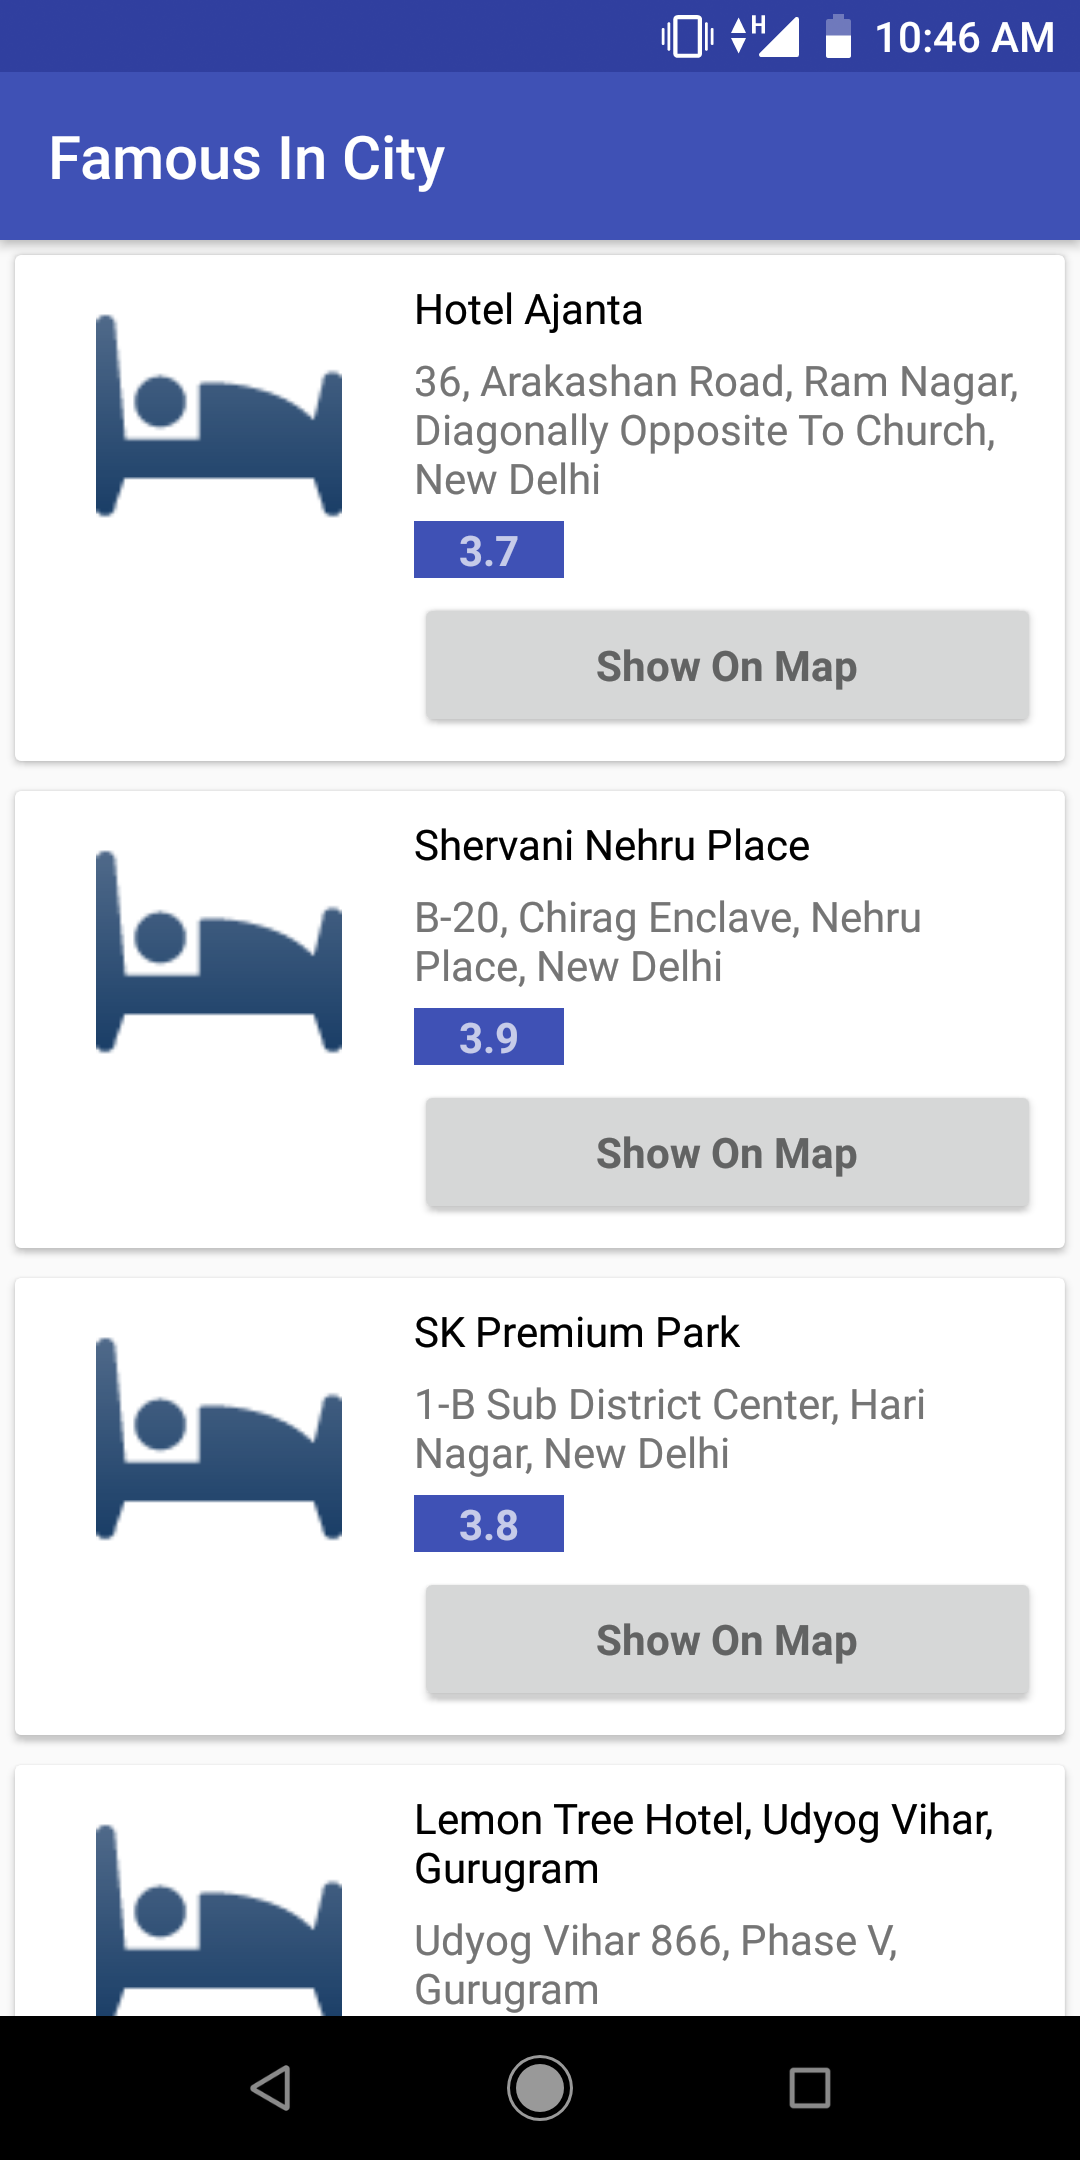 H 10:46 AM
Famous In City
Hotel Ajanta
36, Arakashan Road, Ram Nagar,
Diagonally Opposite To Church,
New Delhi
3.7
Show On Map
Shervani Nehru Place
B-20, Chirag Enclave, Nehru
Place, New Delhi
3.9
Show On Map
SK Premium Park
1-B Sub District Center, Hari
Nagar, New Delhi
3.8
Show On Map
Lemon Tree Hotel, Udyog Vihar,
Gurugram
Udyog Vihar 866, Phase V,
Gurugram